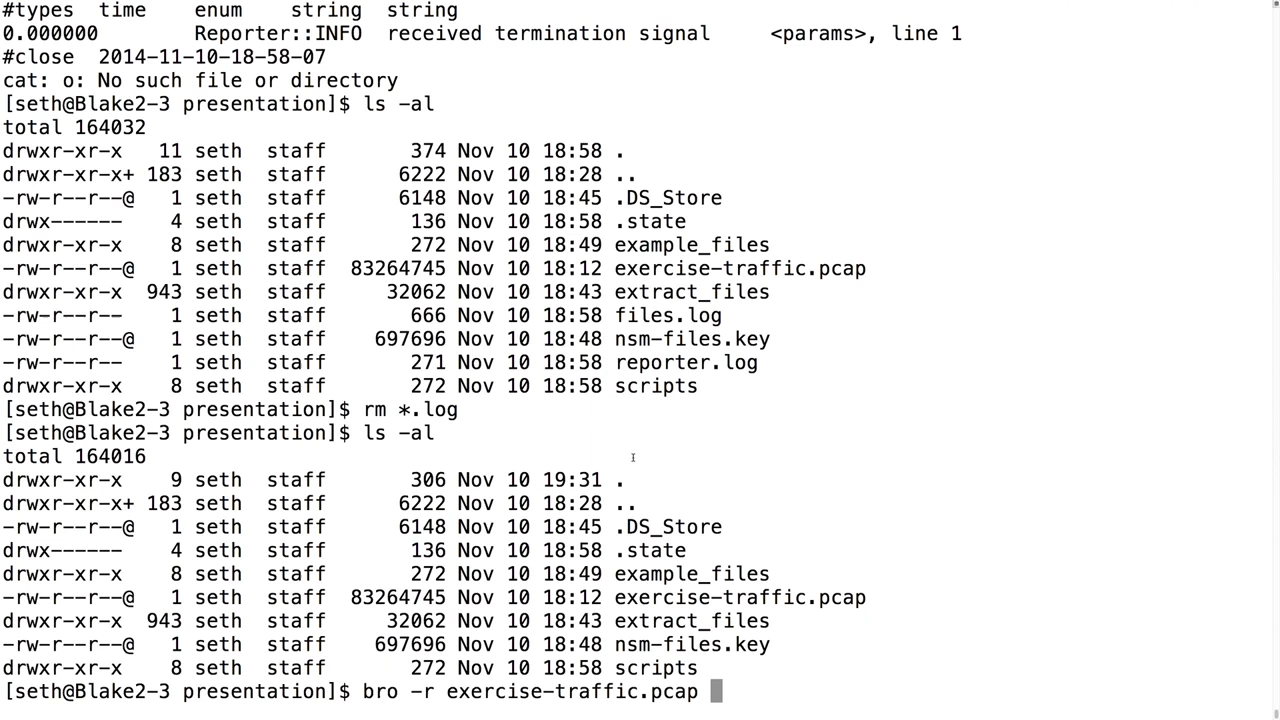 #types  time    enum    string  string
0.000000        Reporter::INFO  received termination signal     <params>, line 1
#close  2014-11-10-18-58-07
cat: o: No such file or directory
[seth@Blake2-3 presentation]$ ls -al
total 164032
drwxr-xr-x   11 seth  staff       374 Nov 10 18:58 .
drwxr-xr-x+ 183 seth  staff      6222 Nov 10 18:28 ..
-rw-r--r--@   1 seth  staff      6148 Nov 10 18:45 .DS_Store
drwx------    4 seth  staff       136 Nov 10 18:58 .state
drwxr-xr-x    8 seth  staff       272 Nov 10 18:49 example_files
-rw-r--r--@   1 seth  staff  83264745 Nov 10 18:12 exercise-traffic.pcap
drwxr-xr-x  943 seth  staff     32062 Nov 10 18:43 extract_files
-rw-r--r--    1 seth  staff       666 Nov 10 18:58 files.log
-rw-r--r--@   1 seth  staff    697696 Nov 10 18:48 nsm-files.key
-rw-r--r--    1 seth  staff       271 Nov 10 18:58 reporter.log
drwxr-xr-x    8 seth  staff       272 Nov 10 18:58 scripts
[seth@Blake2-3 presentation]$ rm *.log
[seth@Blake2-3 presentation]$ ls -al
total 164016
drwxr-xr-x    9 seth  staff       306 Nov 10 19:31 .
drwxr-xr-x+ 183 seth  staff      6222 Nov 10 18:28 ..
-rw-r--r--@   1 seth  staff      6148 Nov 10 18:45 .DS_Store
drwx------    4 seth  staff       136 Nov 10 18:58 .state
drwxr-xr-x    8 seth  staff       272 Nov 10 18:49 example_files
-rw-r--r--@   1 seth  staff  83264745 Nov 10 18:12 exercise-traffic.pcap
drwxr-xr-x  943 seth  staff     32062 Nov 10 18:43 extract_files
-rw-r--r--@   1 seth  staff    697696 Nov 10 18:48 nsm-files.key
drwxr-xr-x    8 seth  staff       272 Nov 10 18:58 scripts
[seth@Blake2-3 presentation]$ bro -r exercise-traffic.pcap